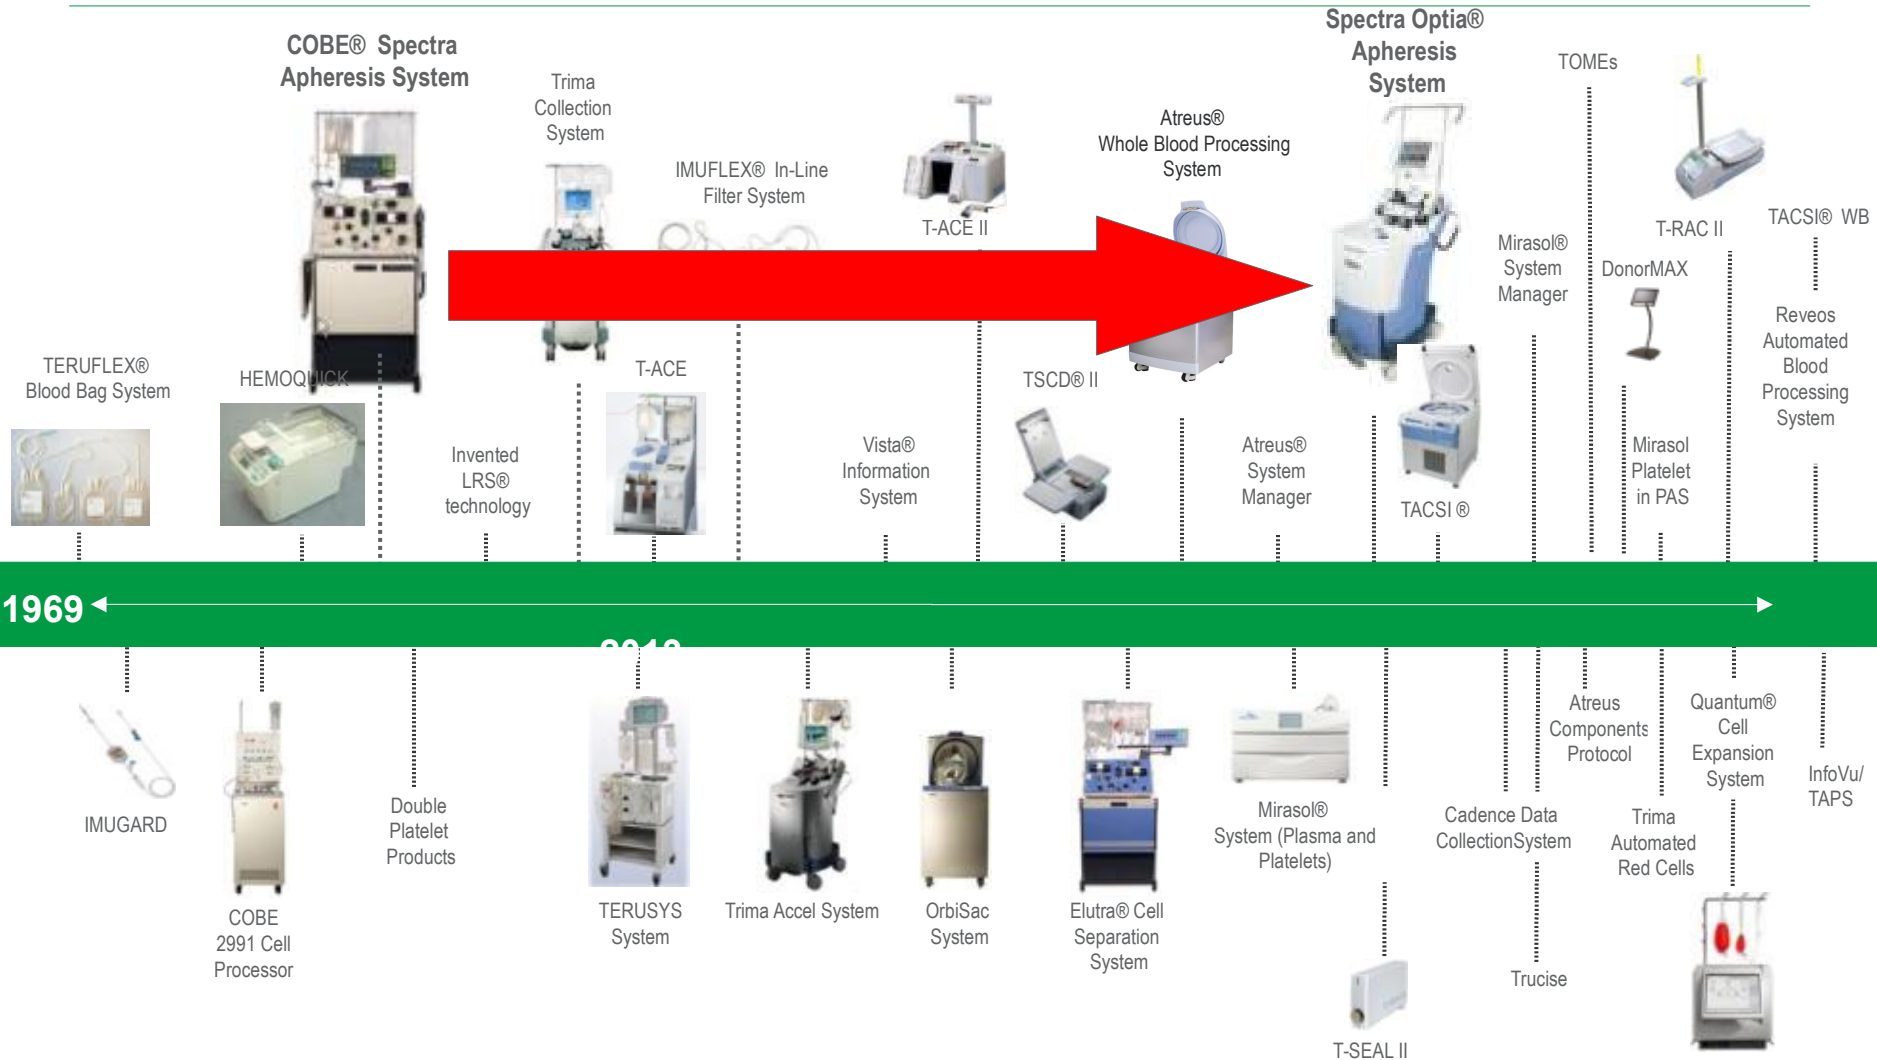 COBE® Spectra
Apheresis System
Trima
Collection
System
IMUFLEX® In-Line
Filter System
T-ACE II
Atreus®
Whole Blood Processing
System
Spectra Optia®
Apheresis
System
TOMEs
T-RAC II
TACSI® WB
Mirasol®
System
Manager
DonorMAX
Reveos
Automated
Blood
Processing
System
TERUFLEX®
Blood Bag System
HEMOQUICK
T-ACE
TSCD® II
Invented
LRS®
technology
Vista®
Information
System
Atreus®
System
Manager
TACSI ®
Mirasol
Platelet
in PAS
1969
2018
IMUGARD
COBE
2991 Cell
Processor
Double
Platelet
Products
TERUSYS
System
Trima Accel System
OrbiSac
System
Elutra® Cell
Separation
System
Mirasol®
System (Plasma and
Platelets)
T-SEAL II
Cadence Data
CollectionSystem
Trucise
Atreus
Components
Protocol
Trima
Automated
Red Cells
Quantum®
Cell
Expansion
System
InfoVu/
TAPS